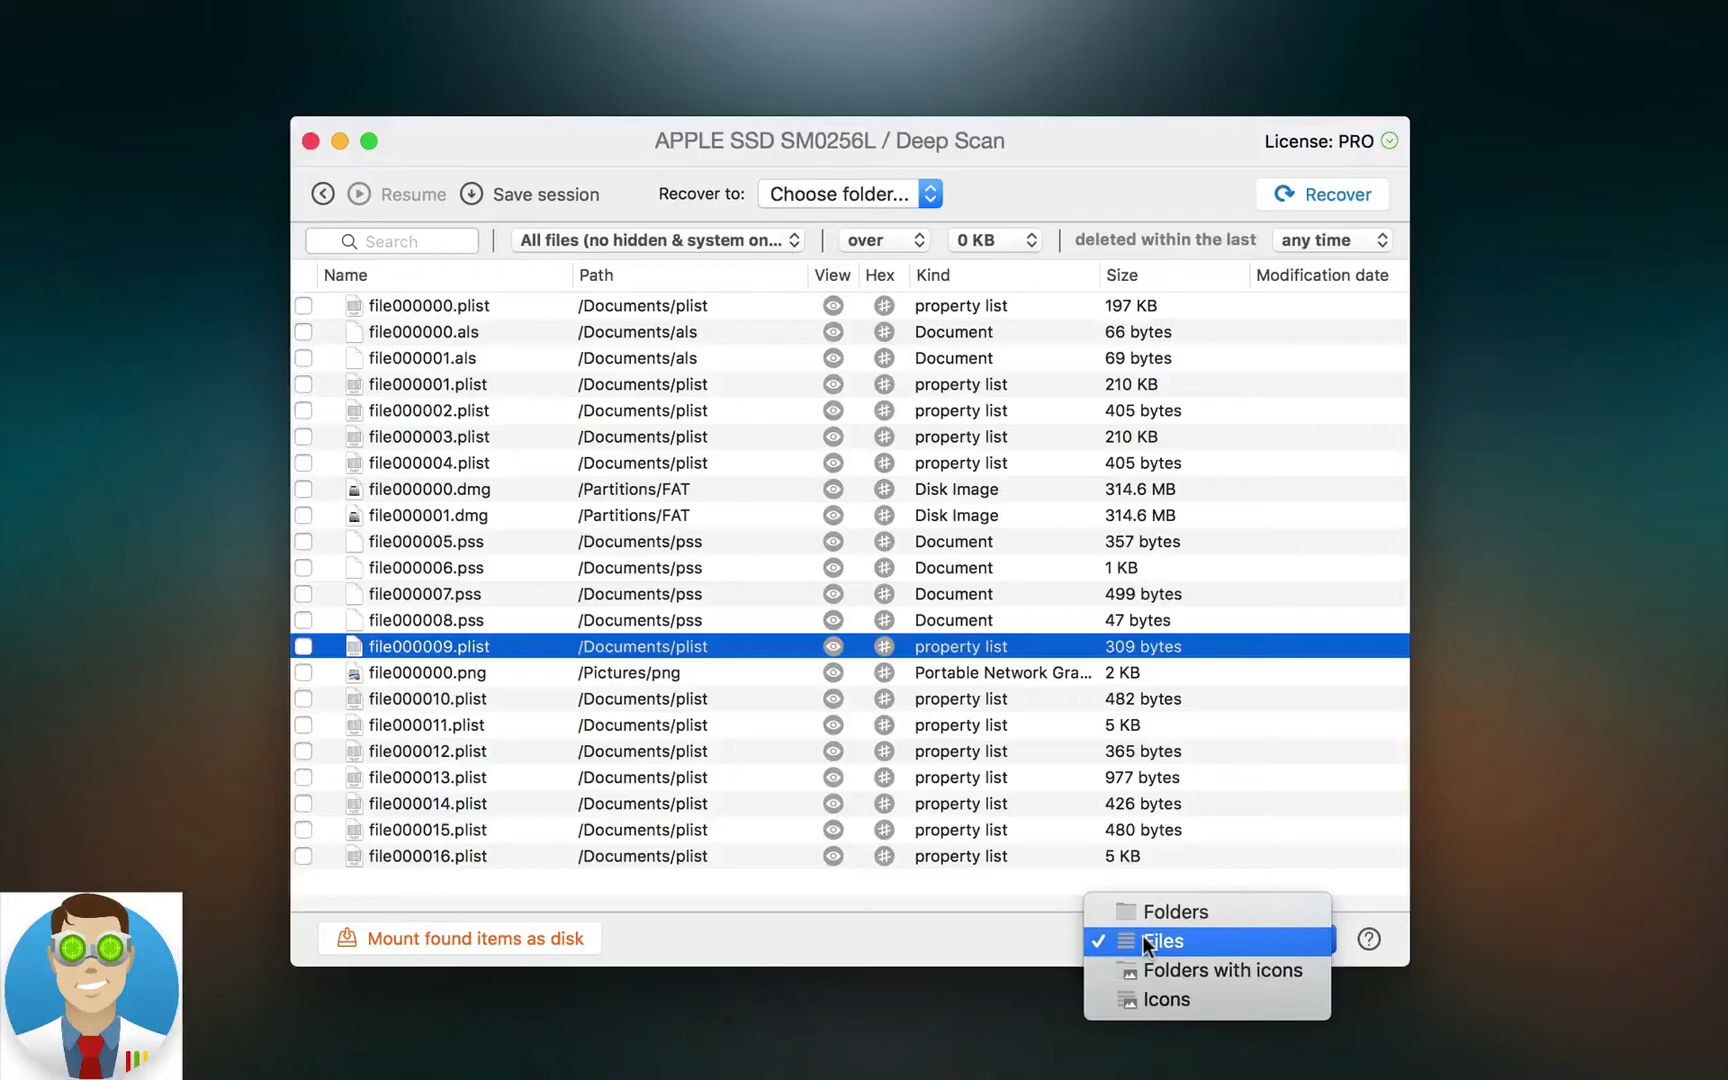 APPLE SSD SM0256L / Deep Scan
License: PRO
Resume
Save session
Recover to:
Choose folder...
Recover
Search
All files (no hidden & system on...
over
0 KB
deleted within the last
any time
Name Path View Hex Kind Size Modification date
file000000.plist /Documents/plist property list 197 KB
file000000.als /Documents/als Document 66 bytes
file000001.als /Documents/als Document 69 bytes
file000001.plist /Documents/plist property list 210 KB
file000002.plist /Documents/plist property list 405 bytes
file000003.plist /Documents/plist property list 210 KB
file000004.plist /Documents/plist property list 405 bytes
file000000.dmg /Partitions/FAT Disk Image 314.6 MB
file000001.dmg /Partitions/FAT Disk Image 314.6 MB
file000005.pss /Documents/pss Document 357 bytes
file000006.pss /Documents/pss Document 1 KB
file000007.pss /Documents/pss Document 499 bytes
file000008.pss /Documents/pss Document 47 bytes
file000009.plist /Documents/plist property list 309 bytes
file000000.png /Pictures/png Portable Network Gra... 2 KB
file000010.plist /Documents/plist property list 482 bytes
file000011.plist /Documents/plist property list 5 KB
file000012.plist /Documents/plist property list 365 bytes
file000013.plist /Documents/plist property list 977 bytes
file000014.plist /Documents/plist property list 426 bytes
file000015.plist /Documents/plist property list 480 bytes
file000016.plist /Documents/plist property list 5 KB
Mount found items as disk
Folders
Files
Folders with icons
Icons